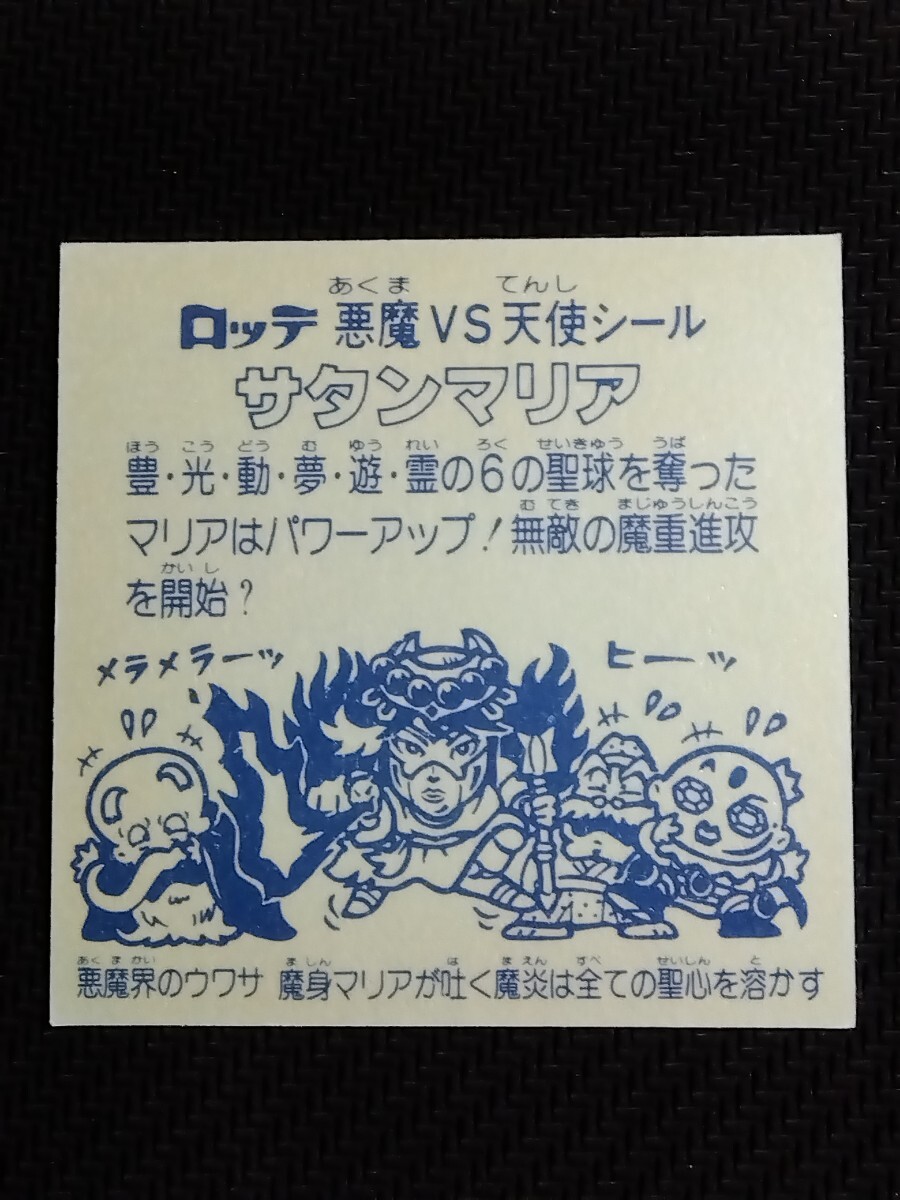 あくま てんし
ロッテ 悪魔VS天使シール
サタンマリア
ほう こう どう む ゆう れい ろく せいきゅう うば
豊・光・動・夢・遊・霊の6の聖球を奪った
む てき まじゅうしんこう
マリアはパワーアップ!無敵の魔重進攻
かい し
を開始?
メラメラーッ
ヒーッ
あく ま かい ま しん は ま えん すべ せいしん と
悪魔界のウワサ 魔身マリアが吐く魔炎は全ての聖心を溶かす